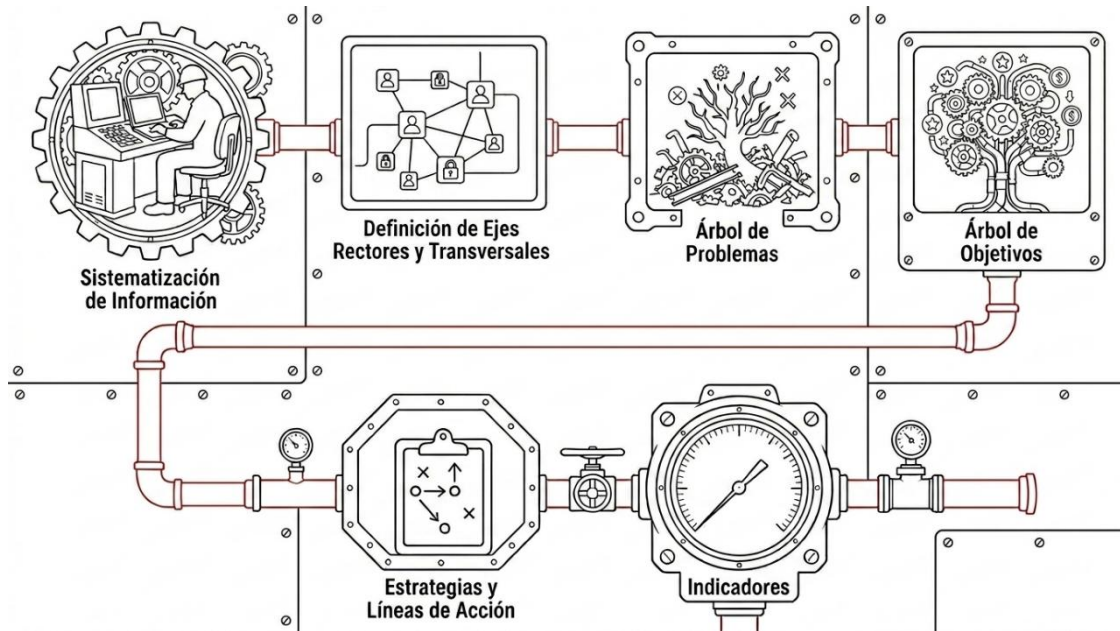 Sistematización
de Información
Definición de Ejes
Rectores y Transversales
Árbol de
Problemas
Árbol de
Objetivos
Estrategias y
Líneas de Acción
Indicadores